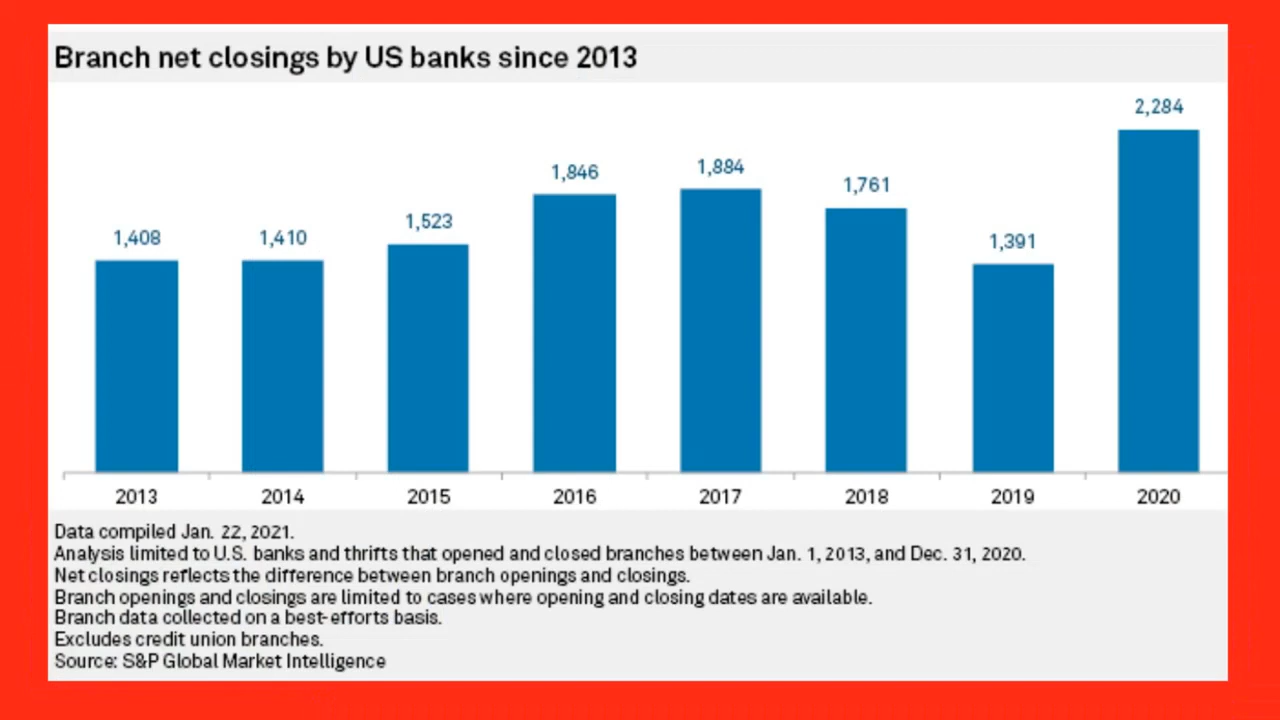 Branch net closings by US banks since 2013
2,284
1,884
1,846
1,761
1,523
1,408
1,410
1,391
2013 2014 2015 2016 2017 2018 2019 2020
Data compiled Jan. 22, 2021.
Analysis limited to U.S. banks and thrifts that opened and closed branches between Jan. 1, 2013, and Dec. 31, 2020.
Net closings reflects the difference between branch openings and closings.
Branch openings and closings are limited to cases where opening and closing dates are available.
Branch data collected on a best-efforts basis.
Excludes credit union branches.
Source: S&P Global Market Intelligence